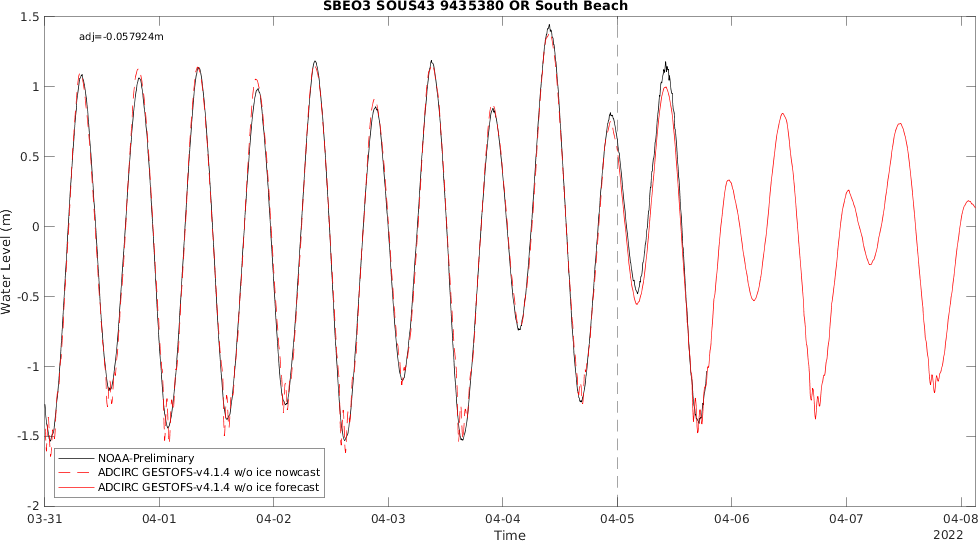 SBEO3 SOUS43 9435380 OR South Beach
adj=-0.057924m
1.5
1
0.5
0
-0.5
-1
-1.5
-2
Water Level (m)
NOAA-Preliminary
ADCIRC GESTOFS-v4.1.4 w/o ice nowcast
ADCIRC GESTOFS-v4.1.4 w/o ice forecast
03-31 04-01 04-02 04-03 04-04 04-05 04-06 04-07 04-08
Time
2022